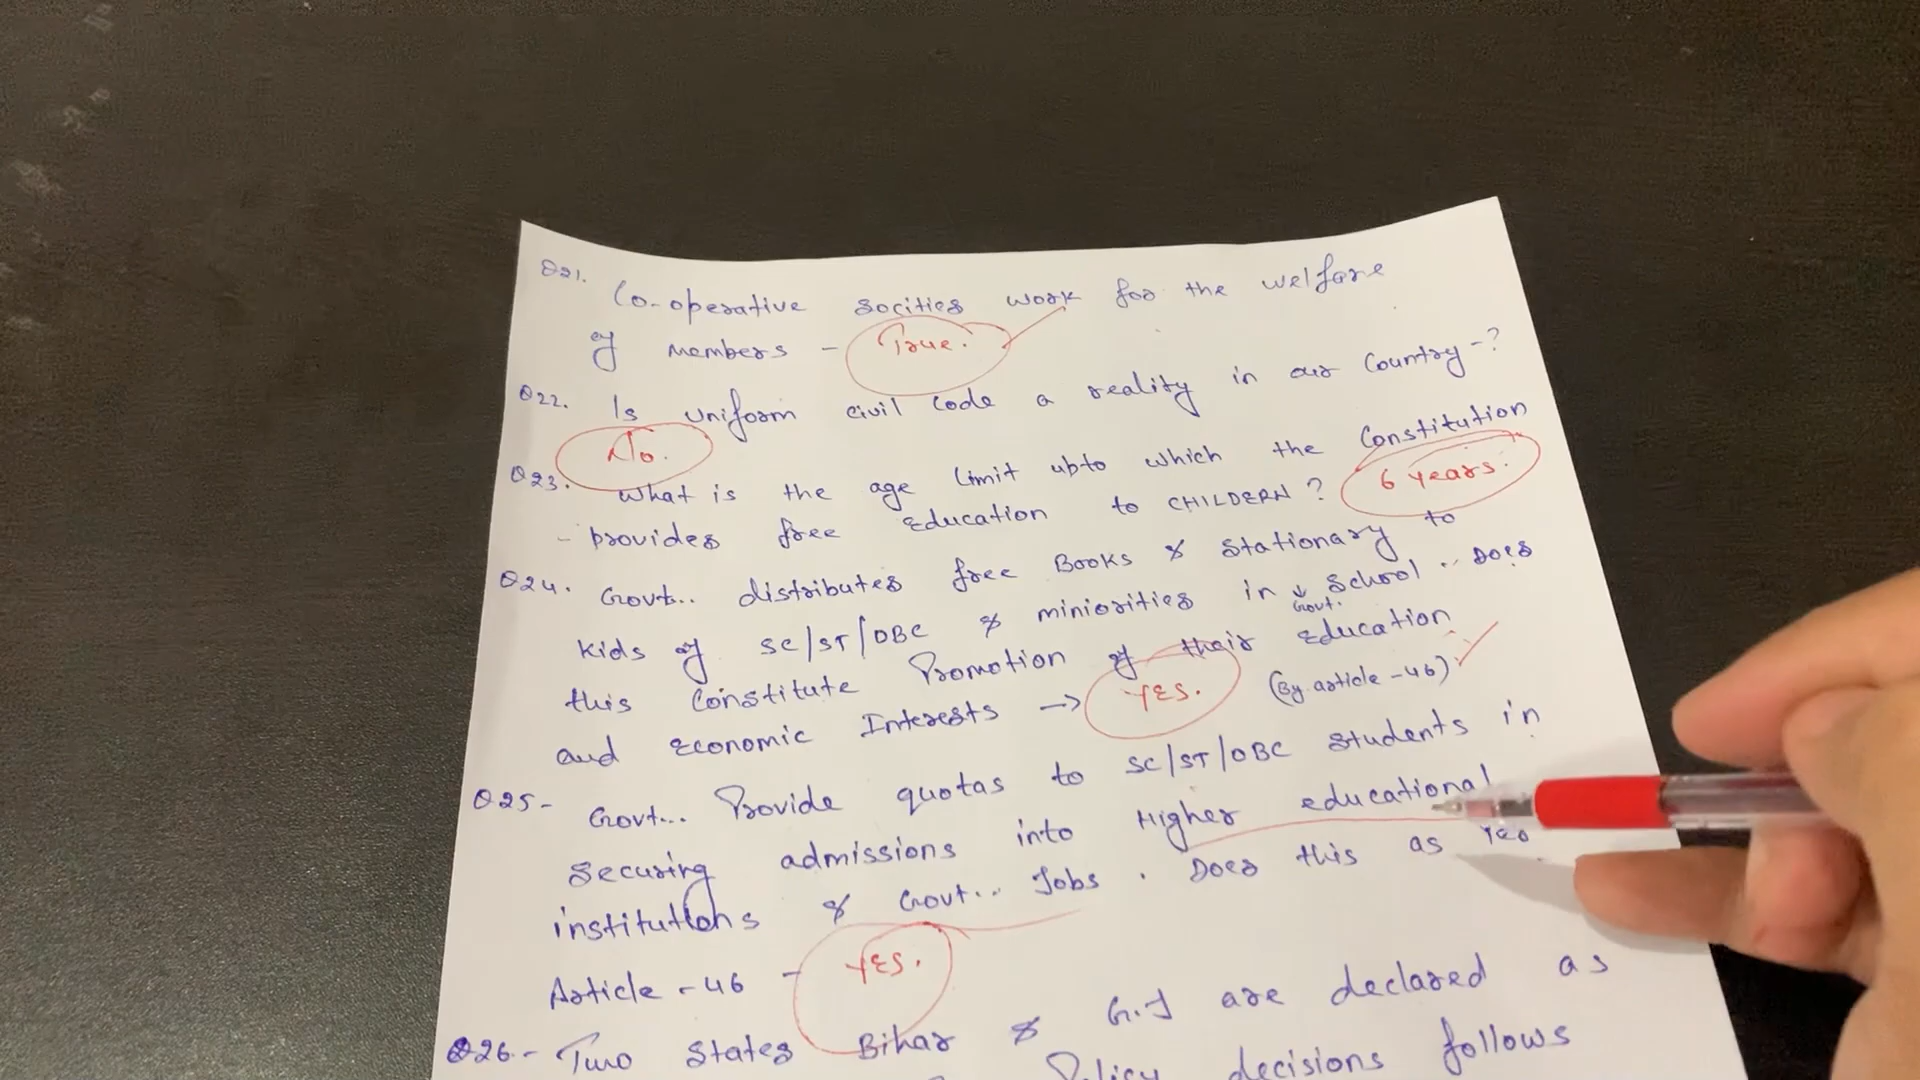 Q21. Co-operative socities work for the welfare
of members - True.
Q22. Is uniform civil code a reality in our Country -?
No.
Q23. What is the age limit upto which the Constitution
- provides free Education to CHILDERN ? 6 years.
Q24. Govt.. distributes free Books & Stationary to
kids of SC/ST/OBC & miniorities in Govt. School .. Does
this constitute Promotion of their Education
and Economic Interests → YES. (By article -46)
Q25- Govt... Provide quotas to SC/ST/OBC students in
securing admissions into Higher educational
institutions & Govt... Jobs . Does this as
Article - 46 - YES.
Q26.- Two States Bihar & G.J are declared as
Policy decisions follows